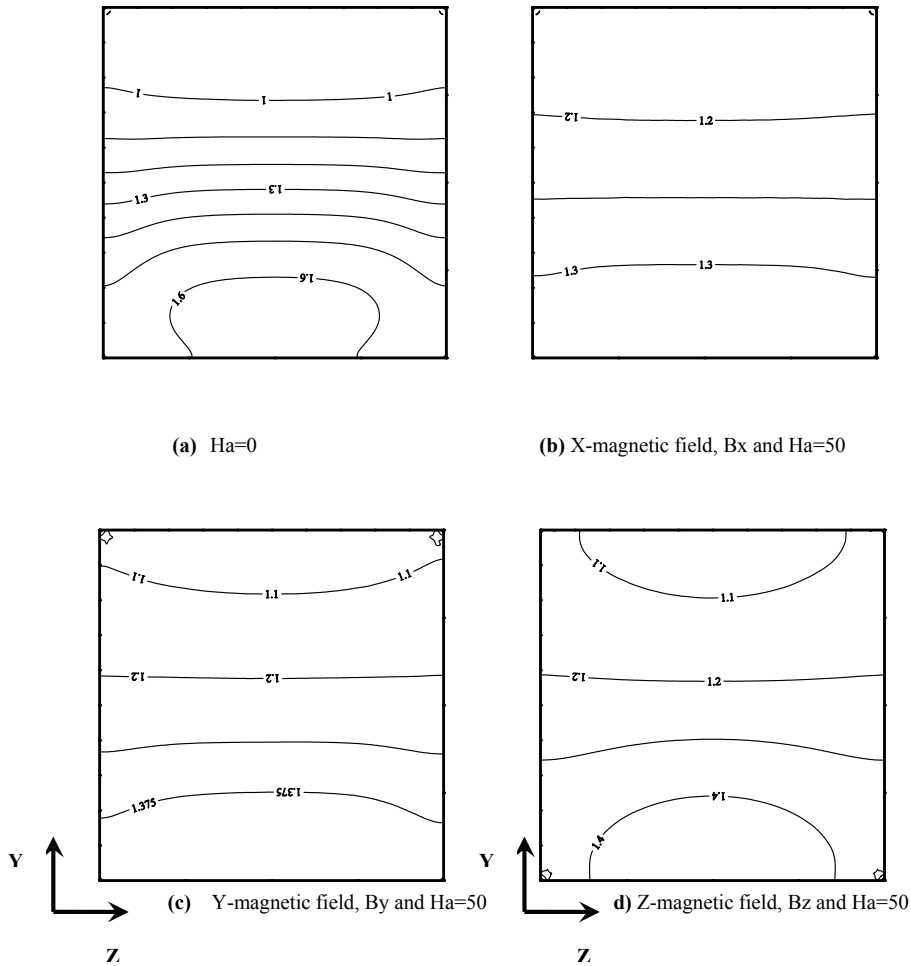 1 1 1
1.3 1.3
1.6 1.6
1.2 1.2
1.3 1.3
(a) Ha=0
(b) X-magnetic field, Bx and Ha=50
1.1 1.1 1.1
1.2 1.2
1.375 1.375
1.1 1.1
1.2 1.2
1.4 1.4
Y
Z
Y
Z
(c) Y-magnetic field, By and Ha=50
d) Z-magnetic field, Bz and Ha=50